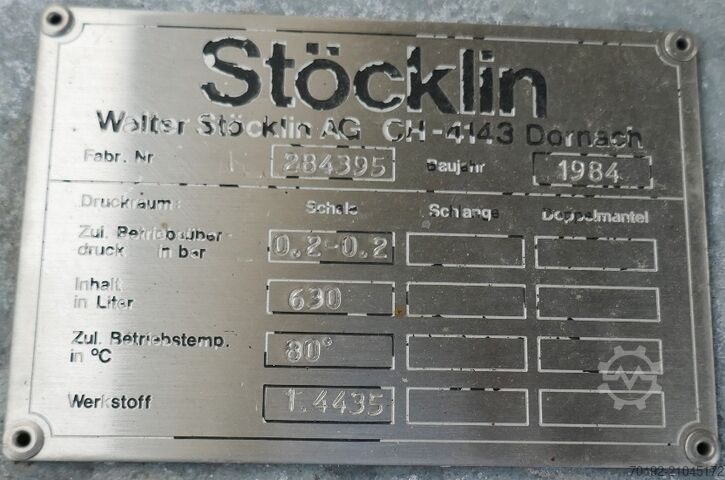 Stöcklin
Walter Stöcklin AG CH-4143 Dornach
Fabr. Nr 284395 Baujahr 1984
Druckraum: Schale Schlange Doppelmantel
Zul. Betriebsüber-
druck in bar 0.2-0.2
Inhalt
in Liter 630
Zul. Betriebstemp.
in °C 80°
Werkstoff 1.4435
70192-21045172